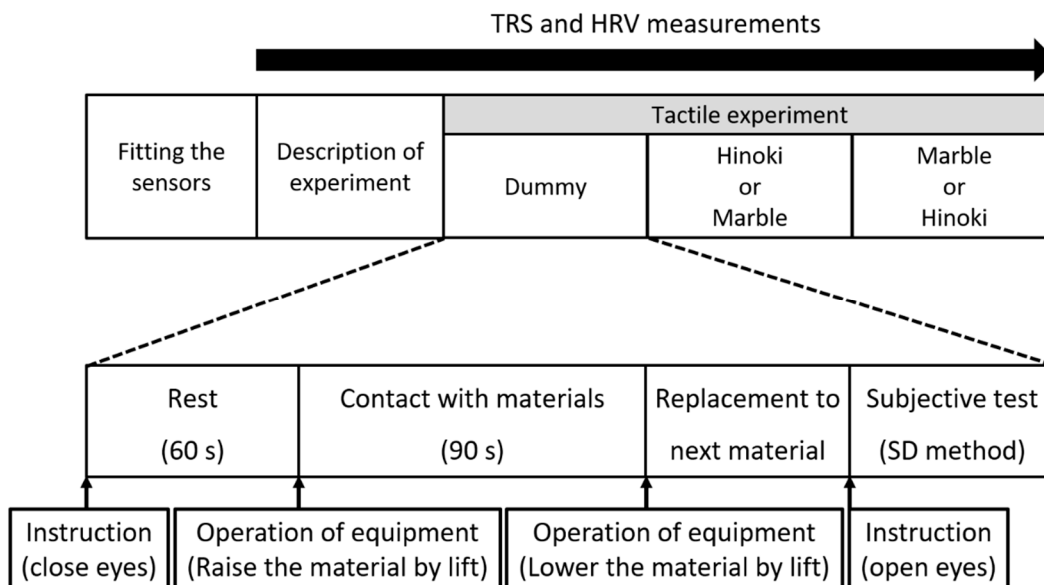 TRS and HRV measurements
Fitting the
sensors
Description of
experiment
Tactile experiment
Dummy
Hinoki
or
Marble
Marble
or
Hinoki
Rest
(60 s)
Contact with materials
(90 s)
Replacement to
next material
Subjective test
(SD method)
Instruction
(close eyes)
Operation of equipment
(Raise the material by lift)
Operation of equipment
(Lower the material by lift)
Instruction
(open eyes)